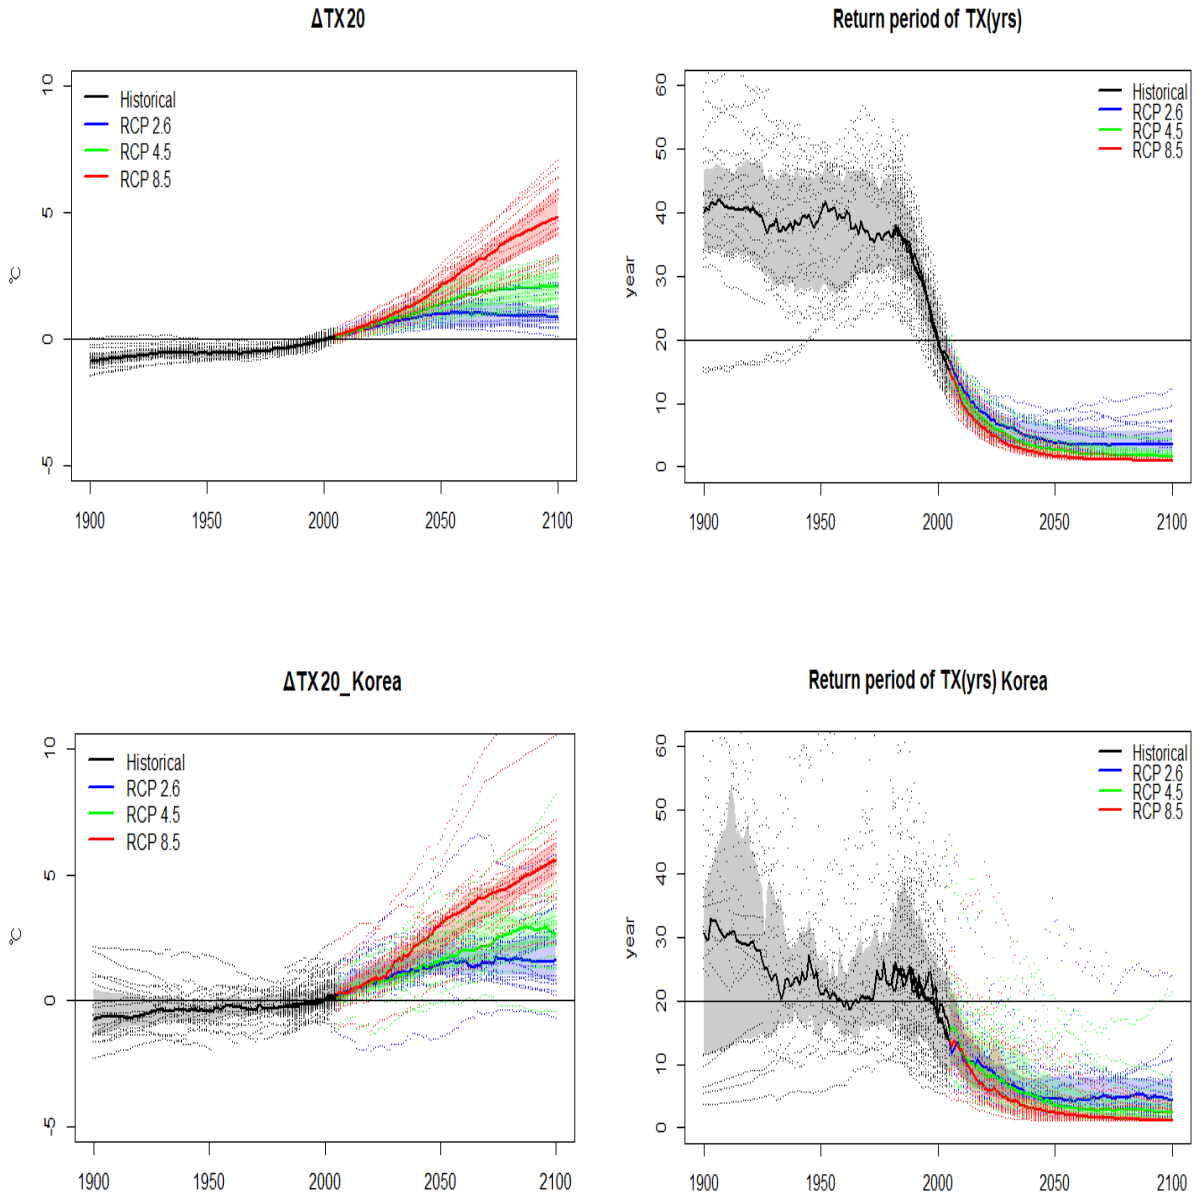 ΔTX20
10
5
0
-5
℃
Historical
RCP 2.6
RCP 4.5
RCP 8.5
1900 1950 2000 2050 2100
Return period of TX(yrs)
60
50
40
30
20
10
0
year
Historical
RCP 2.6
RCP 4.5
RCP 8.5
1900 1950 2000 2050 2100
ΔTX20_Korea
10
5
0
-5
℃
Historical
RCP 2.6
RCP 4.5
RCP 8.5
1900 1950 2000 2050 2100
Return period of TX(yrs) Korea
60
50
40
30
20
10
0
year
Historical
RCP 2.6
RCP 4.5
RCP 8.5
1900 1950 2000 2050 2100